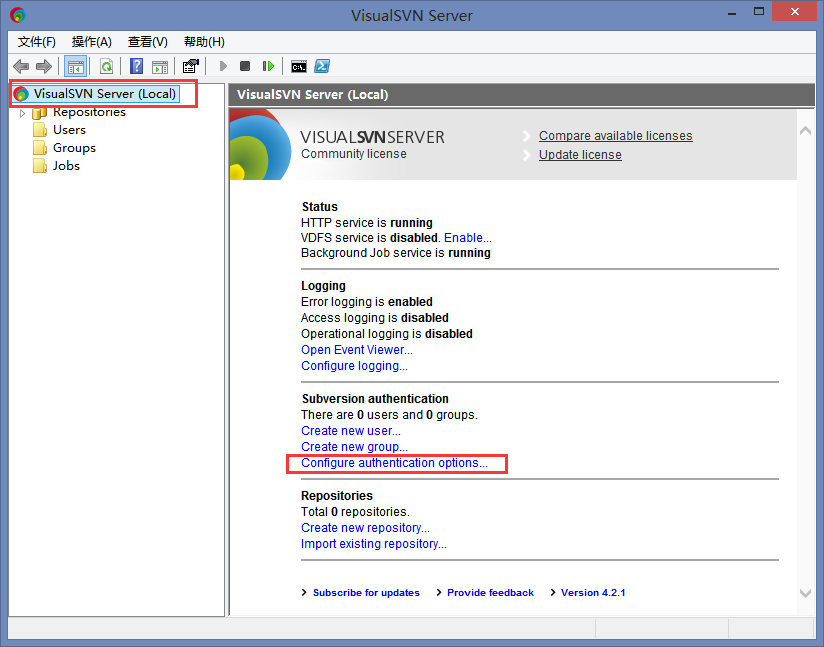 VisualSVN Server
文件(F) 操作(A) 查看(V) 帮助(H)
VisualSVN Server (Local)
Repositories
Users
Groups
Jobs
VisualSVN Server (Local)
VISUALSVNSERVER
Community license
Compare available licenses
Update license
Status
HTTP service is running
VDFS service is disabled. Enable...
Background Job service is running
Logging
Error logging is enabled
Access logging is disabled
Operational logging is disabled
Open Event Viewer...
Configure logging...
Subversion authentication
There are 0 users and 0 groups.
Create new user...
Create new group...
Configure authentication options...
Repositories
Total 0 repositories.
Create new repository...
Import existing repository...
Subscribe for updates Provide feedback Version 4.2.1